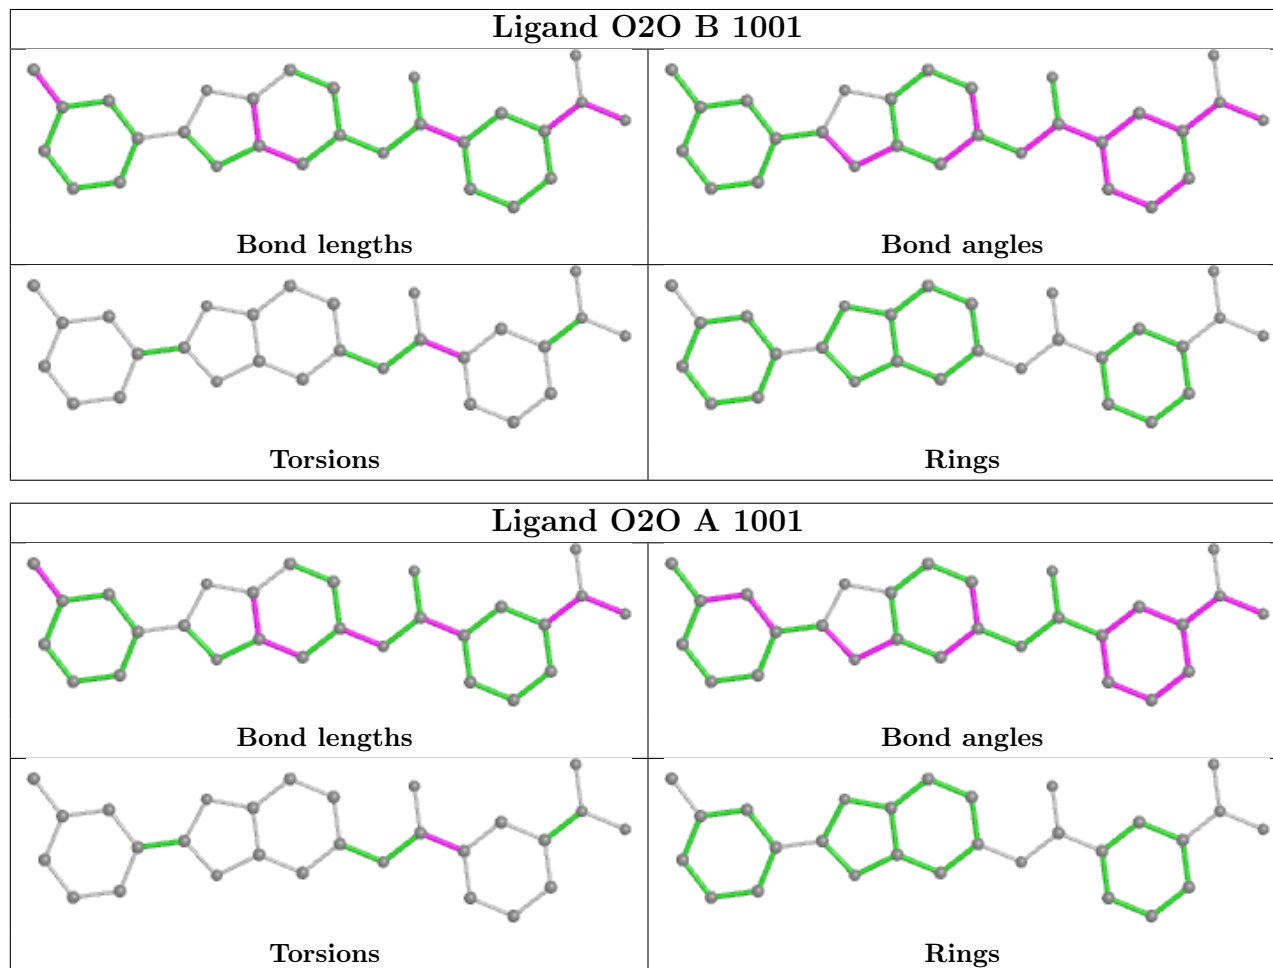 Ligand O2O B 1001
Bond lengths
Bond angles
Torsions
Rings
Ligand O2O A 1001
Bond lengths
Bond angles
Torsions
Rings